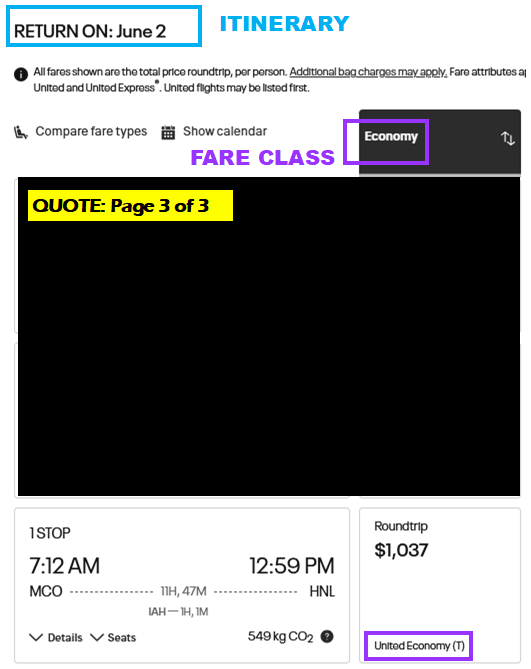 RETURN ON: June 2
ITINERARY
All fares shown are the total price roundtrip, per person. Additional bag charges may apply. Fare attributes a
United and United Express*. United flights may be listed first.
Compare fare types Show calendar
Economy
FARE CLASS
QUOTE: Page 3 of 3
1 STOP
7:12 AM 12:59 PM
MCO 11H, 47M HNL
IAH — 1H, 1M
Details Seats 549 kg CO₂
Roundtrip
$1,037
United Economy (T)